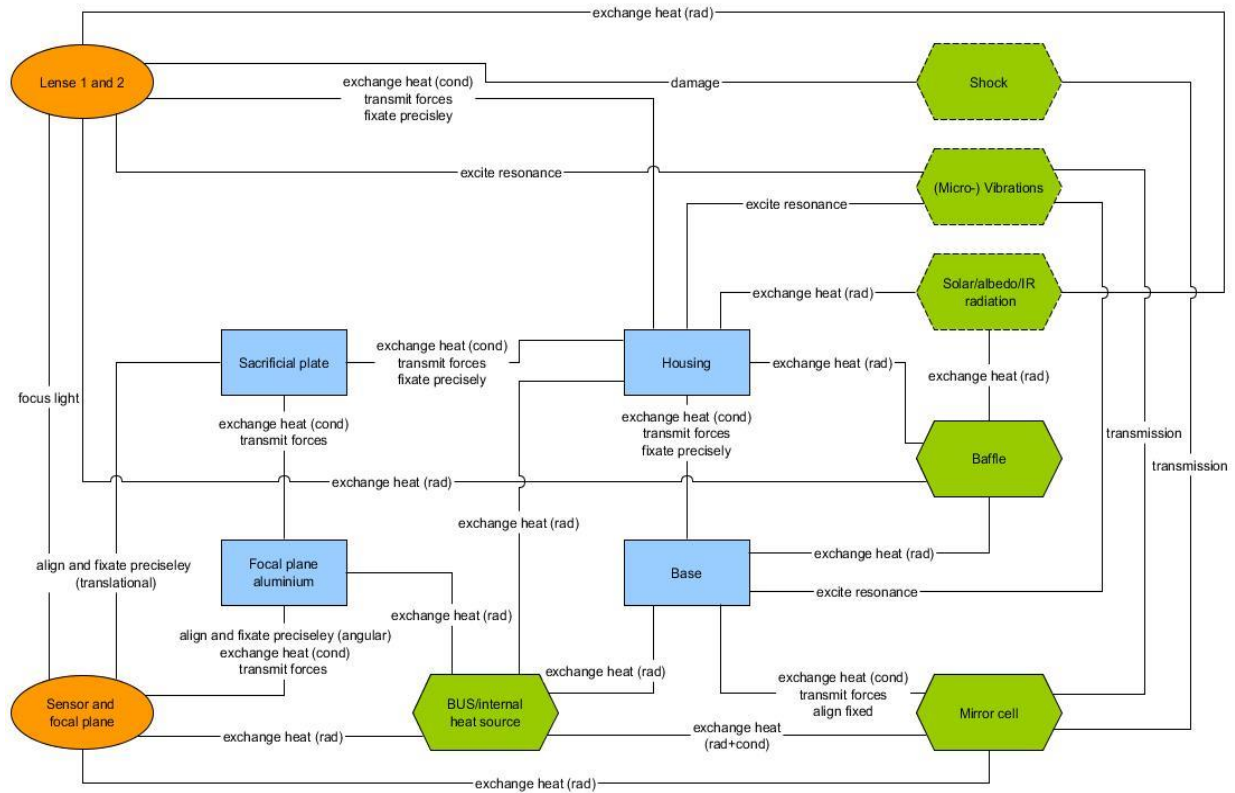 exchange heat (rad)
Lense 1 and 2
exchange heat (cond)
transmit forces
fixate precisley
damage
Shock
excite resonance
(Micro-) Vibrations
excite resonance
exchange heat (rad)
Solar/albedo/IR
radiation
Sacrificial plate
exchange heat (cond)
transmit forces
fixate precisely
Housing
exchange heat (rad)
exchange heat (rad)
focus light
exchange heat (cond)
transmit forces
exchange heat (cond)
transmit forces
fixate precisely
transmission
Baffle
transmission
exchange heat (rad)
exchange heat (rad)
align and fixate preciseley
(translational)
Focal plane
aluminium
Base
exchange heat (rad)
excite resonance
exchange heat (rad)
align and fixate preciseley (angular)
exchange heat (cond)
transmit forces
exchange heat (rad)
exchange heat (cond)
transmit forces
align fixed
Sensor and
focal plane
BUS/internal
heat source
Mirror cell
exchange heat (rad)
exchange heat
(rad+cond)
exchange heat (rad)